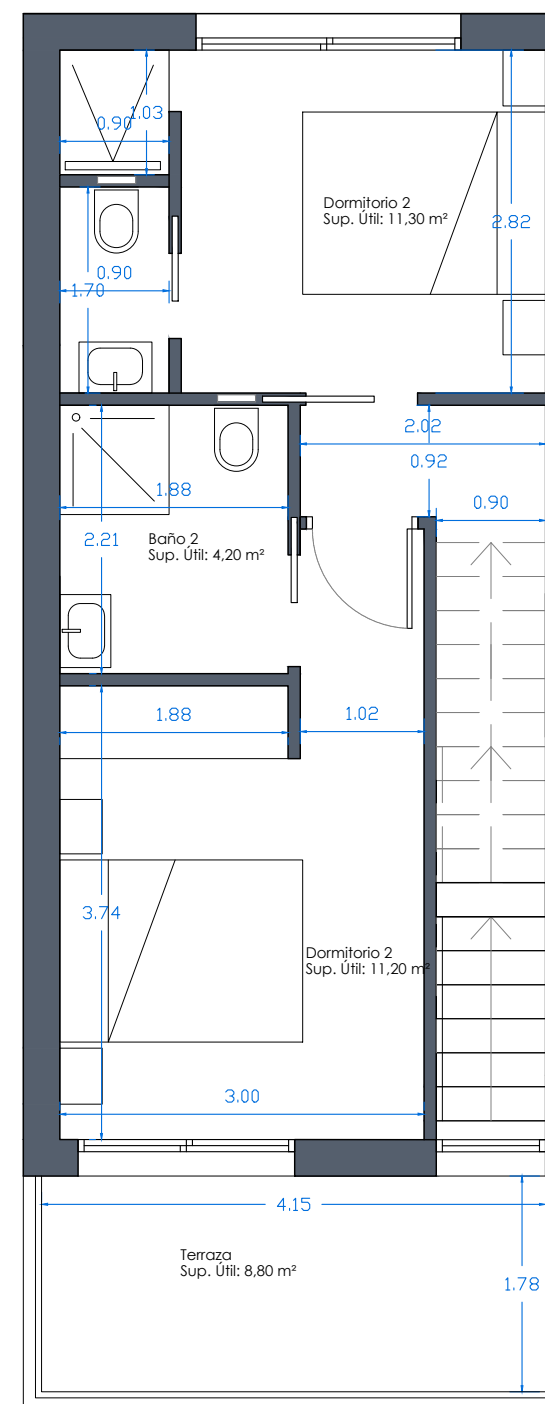 1.03
0.90
Dormitorio 2
Sup. Útil: 11,30 m²
2.82
0.90
1.70
2.02
0.92
1.88
0.90
2.21
Baño 2
Sup. Útil: 4,20 m²
1.88
1.02
3.74
Dormitorio 2
Sup. Útil: 11,20 m²
3.00
4.15
Terraza
Sup. Útil: 8,80 m²
1.78